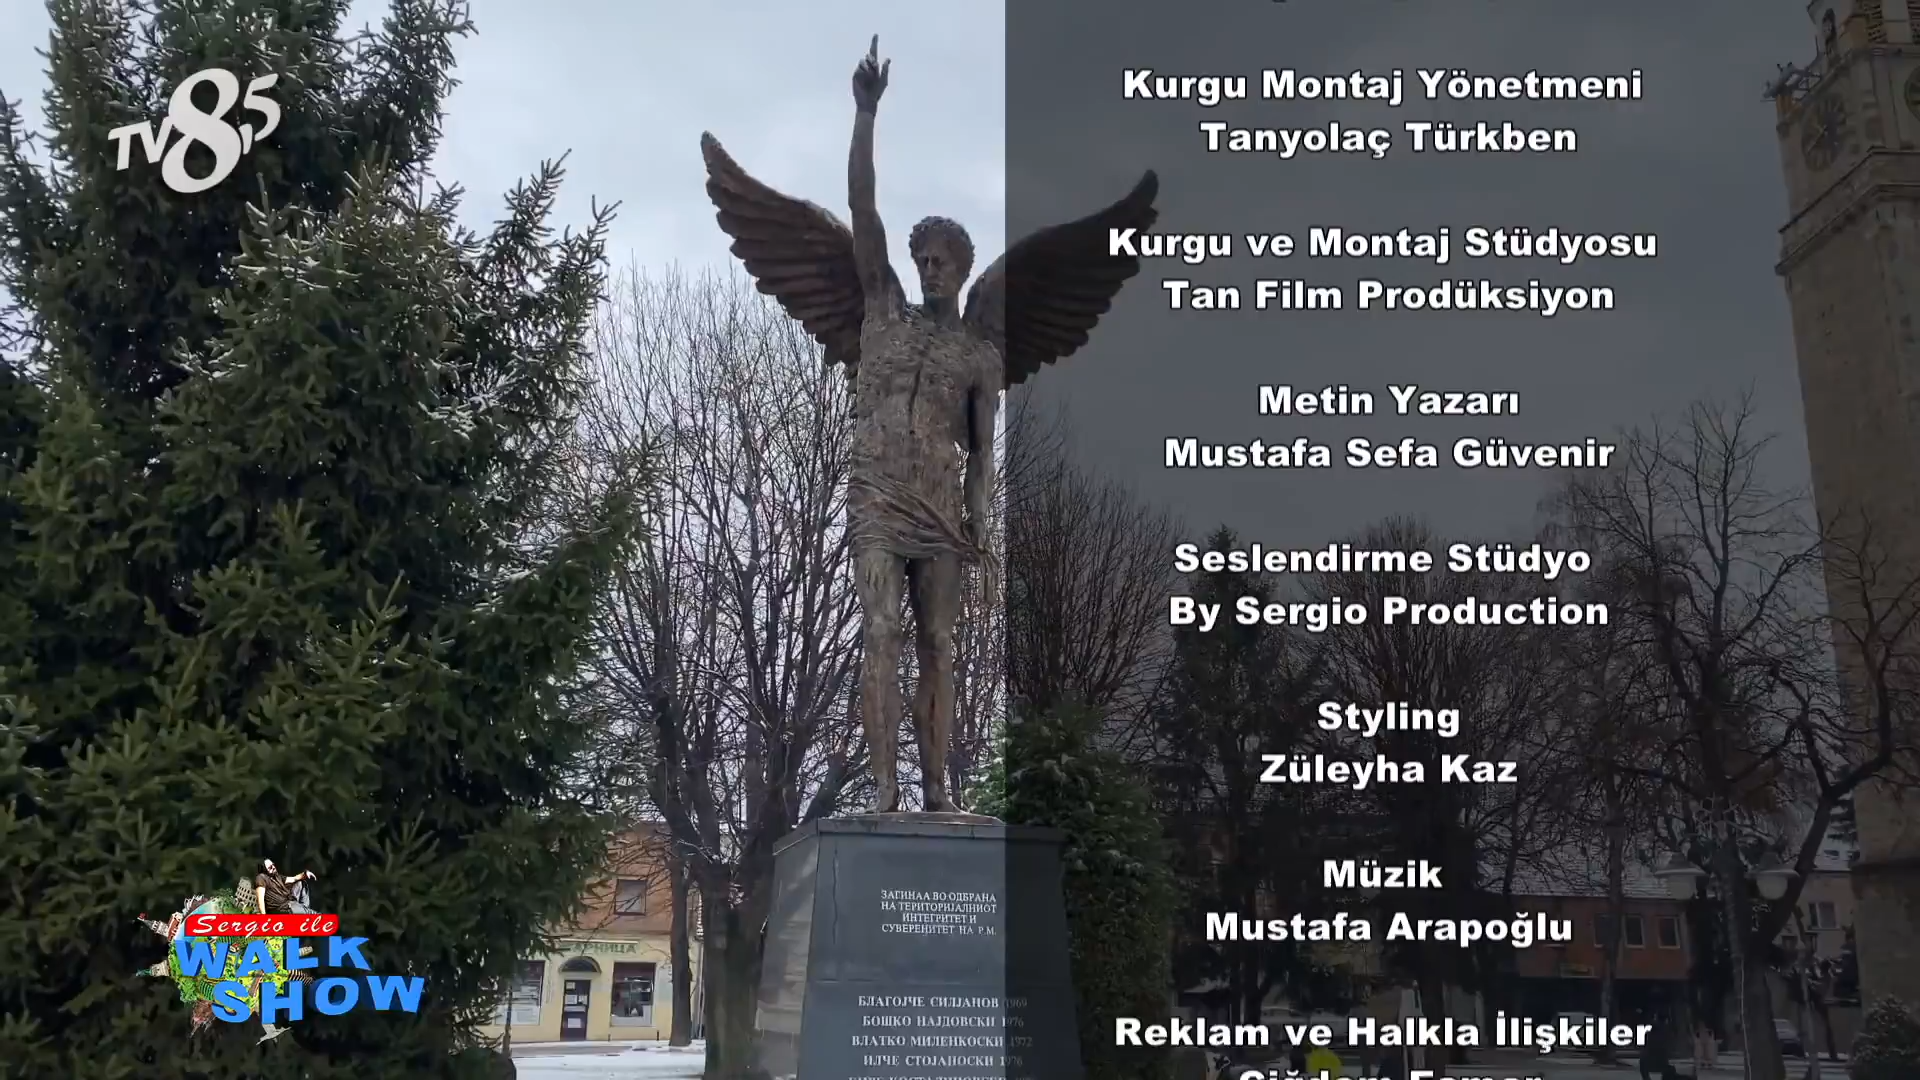 TV8,5
Kurgu Montaj Yönetmeni
Tanyolaç Türkben
Kurgu ve Montaj Stüdyosu
Tan Film Prodüksiyon
Metin Yazarı
Mustafa Sefa Güvenir
Seslendirme Stüdyo
By Sergio Production
Styling
Züleyha Kaz
Müzik
Mustafa Arapoğlu
Reklam ve Halkla İlişkiler
ЗАГИНАА ВО ОДБРАНА
НА ТЕРИТОРИЈАЛНИОТ
ИНТЕГРИТЕТ И
СУВЕРЕНИТЕТ НА Р.М.
БЛАГОЈЧЕ СИЛЈАНОВ 1969
БОШКО НАЈДОВСКИ 1976
ВЛАТКО МИЛЕНКОСКИ 1972
ИЛЧЕ СТОЈАНОСКИ 1976
Sergio ile
WALK
SHOW